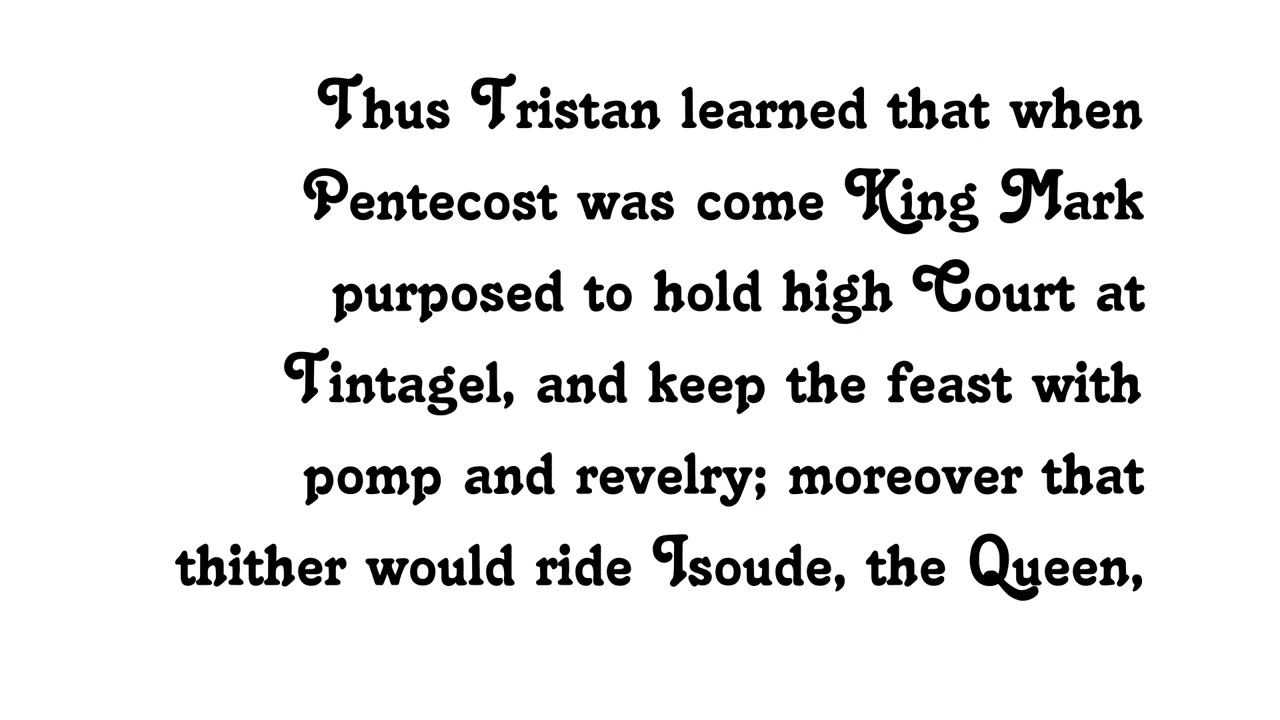 Thus Tristan learned that when
Pentecost was come King Mark
purposed to hold high Court at
Tintagel, and keep the feast with
pomp and revelry; moreover that
thither would ride Isoude, the Queen,